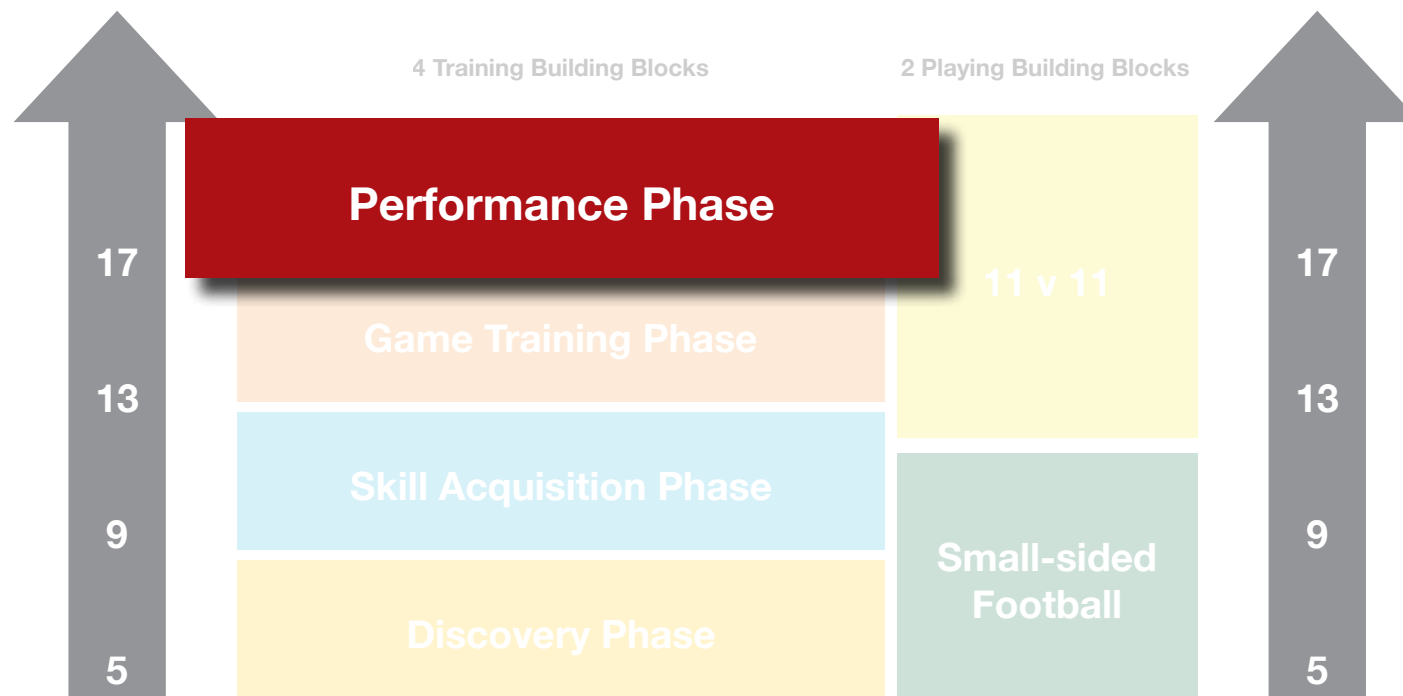 4 Training Building Blocks
2 Playing Building Blocks
Performance Phase
17
11 v 11
17
Game Training Phase
13
13
Skill Acquisition Phase
9
9
Small-sided
Football
Discovery Phase
5
5